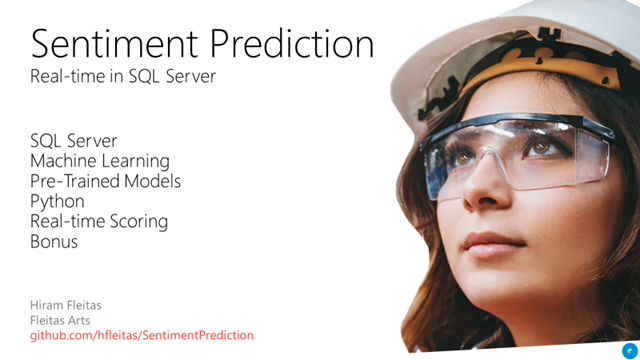 Sentiment Prediction
Real-time in SQL Server
SQL Server
Machine Learning
Pre-Trained Models
Python
Real-time Scoring
Bonus
Hiram Fleitas
Fleitas Arts
github.com/hfleitas/SentimentPrediction